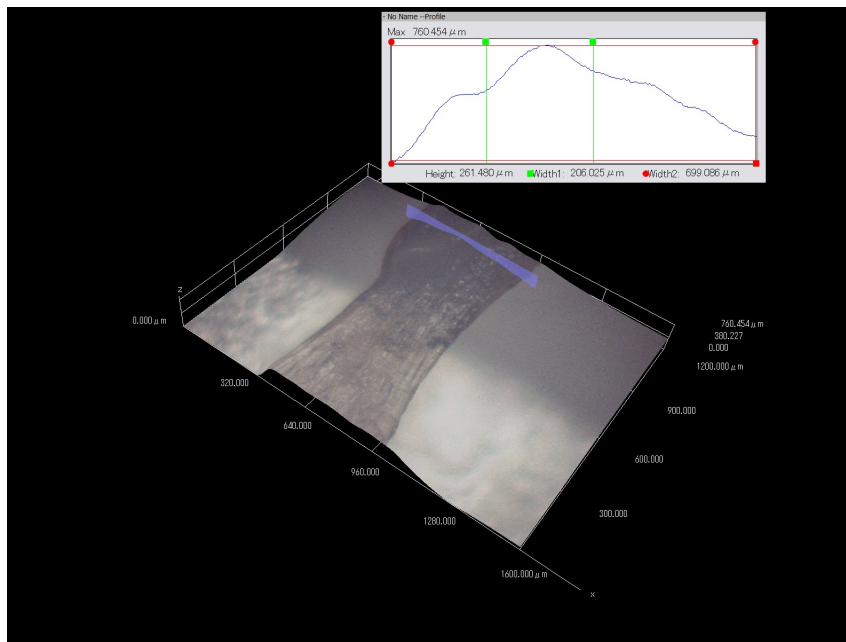 - No Name --Profile
Max 760.454 μm
Height: 261.480 μm Width1: 206.025 μm Width2: 699.086 μm
z
0.000 μm
760.454 μm
380.227
0.000
1200.000 μm
320.000
900.000
640.000
600.000
960.000
300.000
1280.000
1600.000 μm
x